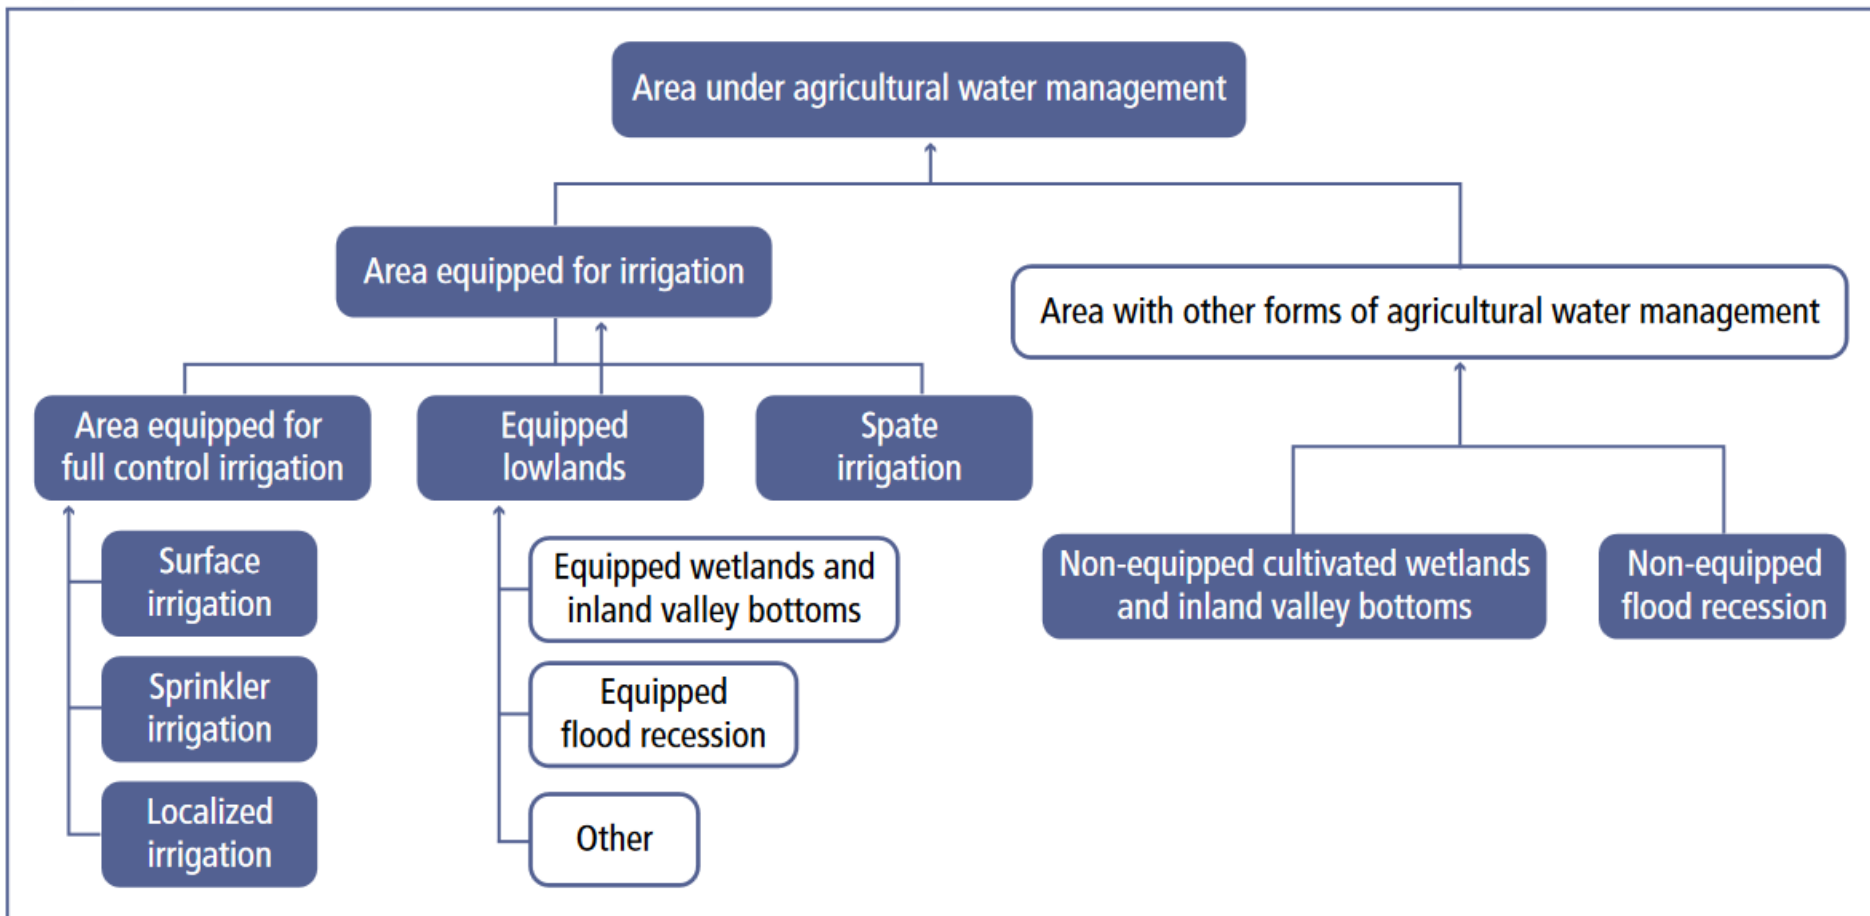 Area under agricultural water management
Area equipped for irrigation
Area with other forms of agricultural water management
Area equipped for
full control irrigation
Equipped
lowlands
Spate
irrigation
Surface
irrigation
Sprinkler
irrigation
Localized
irrigation
Equipped wetlands and
inland valley bottoms
Equipped
flood recession
Other
Non-equipped cultivated wetlands
and inland valley bottoms
Non-equipped
flood recession